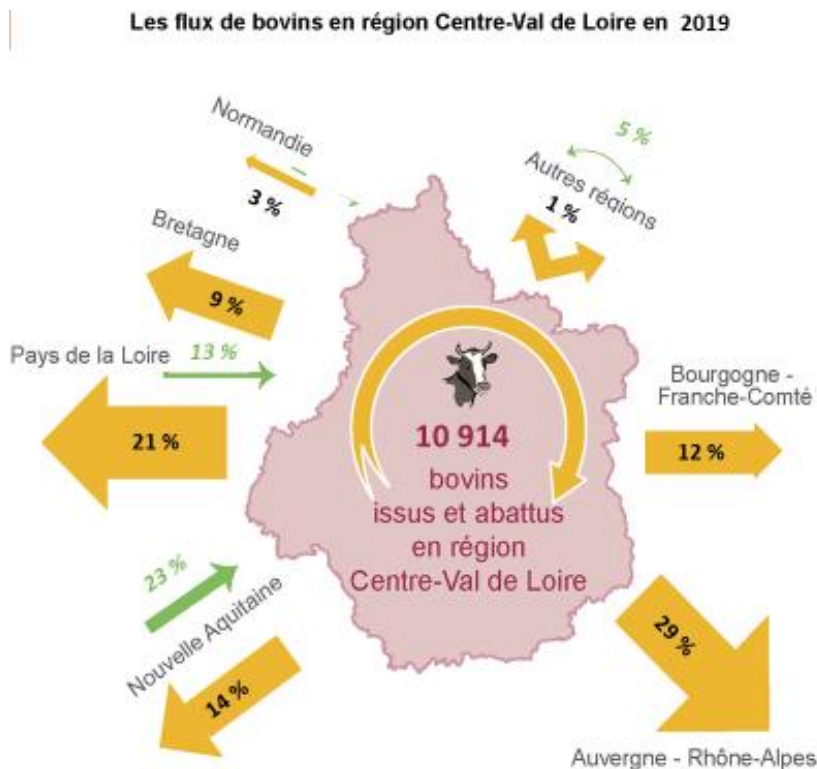 Les flux de bovins en région Centre-Val de Loire en 2019
5 %
Normandie
Autres régions
1 %
3 %
Bretagne
9 %
Pays de la Loire
13 %
Bourgogne -
Franche-Comté
21 %
12 %
10 914
bovins
issus et abattus
en région
Centre-Val de Loire
23 %
Nouvelle Aquitaine
14 %
29 %
Auvergne - Rhône-Alpes